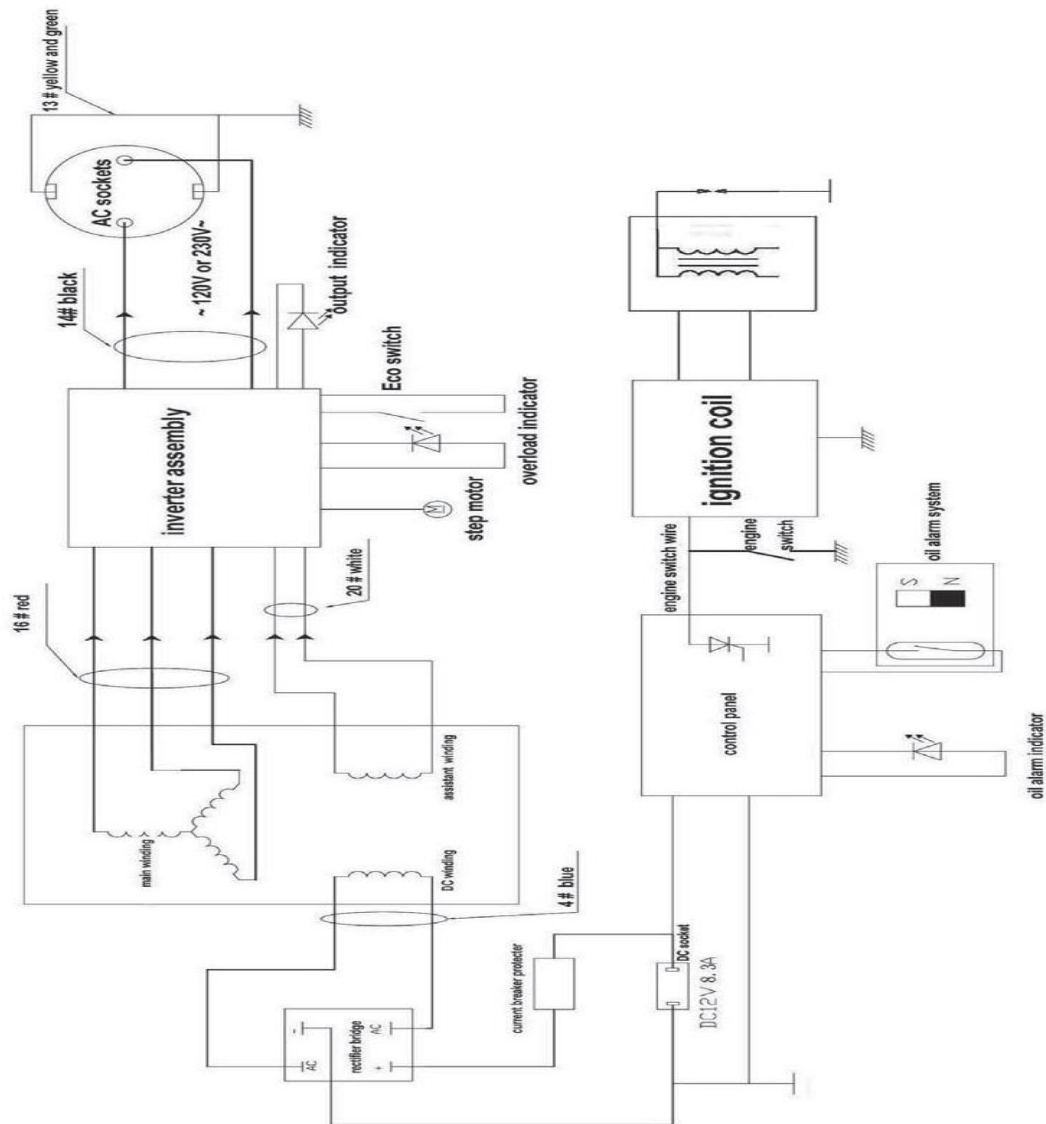 13 # yellow and green
AC sockets
14# black
~ 120V or 230V~
output indicator
Eco switch
inverter assembly
overload indicator
step motor
M
16 # red
20 # white
main winding
assistant winding
DC winding
4 # blue
AC
-
rectifier bridge
+
AC
current breaker protecter
DC socket
DC12V 8.3A
ignition coil
engine switch wire
engine
switch
oil alarm system
S
N
control panel
oil alarm indicator